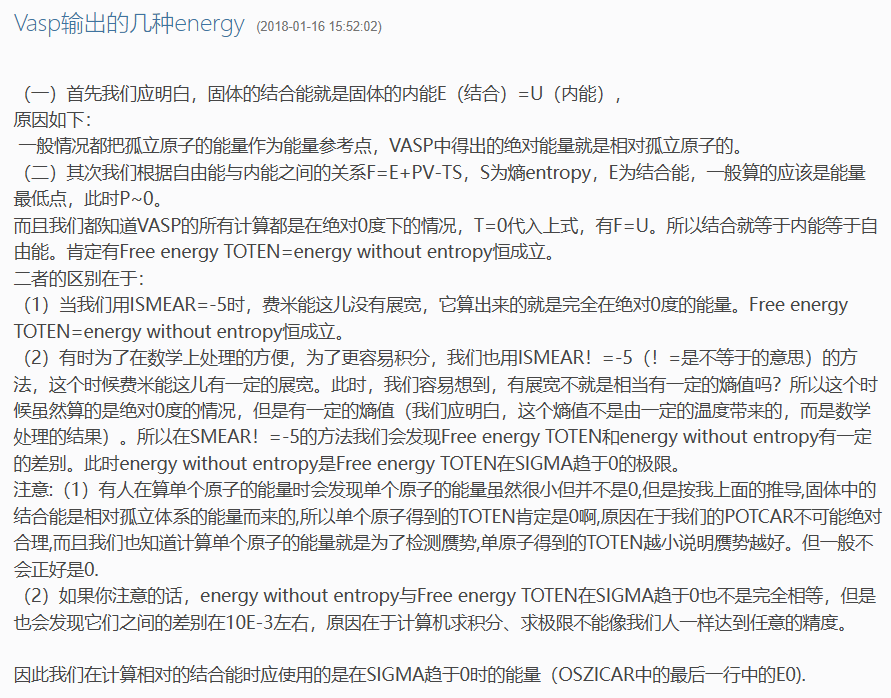 Vasp输出的几种energy (2018-01-16 15:52:02)
（一）首先我们应明白，固体的结合能就是固体的内能E（结合）=U（内能），
原因如下：
一般情况都把孤立原子的能量作为能量参考点，VASP中得出的绝对能量就是相对孤立原子的。
（二）其次我们根据自由能与内能之间的关系F=E+PV-TS，S为熵entropy，E为结合能，一般算的应该是能量
最低点，此时P~0。
而且我们都知道VASP的所有计算都是在绝对0度下的情况，T=0代入上式，有F=U。所以结合就等于内能等于自
由能。肯定有Free energy TOTEN=energy without entropy恒成立。
二者的区别在于：
（1）当我们用ISMEAR=-5时，费米能这儿没有展宽，它算出来的就是完全在绝对0度的能量。Free energy
TOTEN=energy without entropy恒成立。
（2）有时为了在数学上处理的方便，为了更容易积分，我们也用ISMEAR！=-5（！=是不等于的意思）的方
法，这个时候费米能这儿有一定的展宽。此时，我们容易想到，有展宽不就是相当有一定的熵值吗？所以这个时
候虽然算的是绝对0度的情况，但是有一定的熵值（我们应明白，这个熵值不是由一定的温度带来的，而是数学
处理的结果）。所以在SMEAR！=-5的方法我们会发现Free energy TOTEN和energy without entropy有一定
的差别。此时energy without entropy是Free energy TOTEN在SIGMA趋于0的极限。
注意:（1）有人在算单个原子的能量时会发现单个原子的能量虽然很小但并不是0,但是按我上面的推导,固体中的
结合能是相对孤立体系的能量而来的,所以单个原子得到的TOTEN肯定是0啊,原因在于我们的POTCAR不可能绝对
合理,而且我们也知道计算单个原子的能量就是为了检测赝势,单原子得到的TOTEN越小说明赝势越好。但一般不
会正好是0.
（2）如果你注意的话，energy without entropy与Free energy TOTEN在SIGMA趋于0也不是完全相等，但是
也会发现它们之间的差别在10E-3左右，原因在于计算机求积分、求极限不能像我们人一样达到任意的精度。
因此我们在计算相对的结合能时应使用的是在SIGMA趋于0时的能量（OSZICAR中的最后一行中的E0).